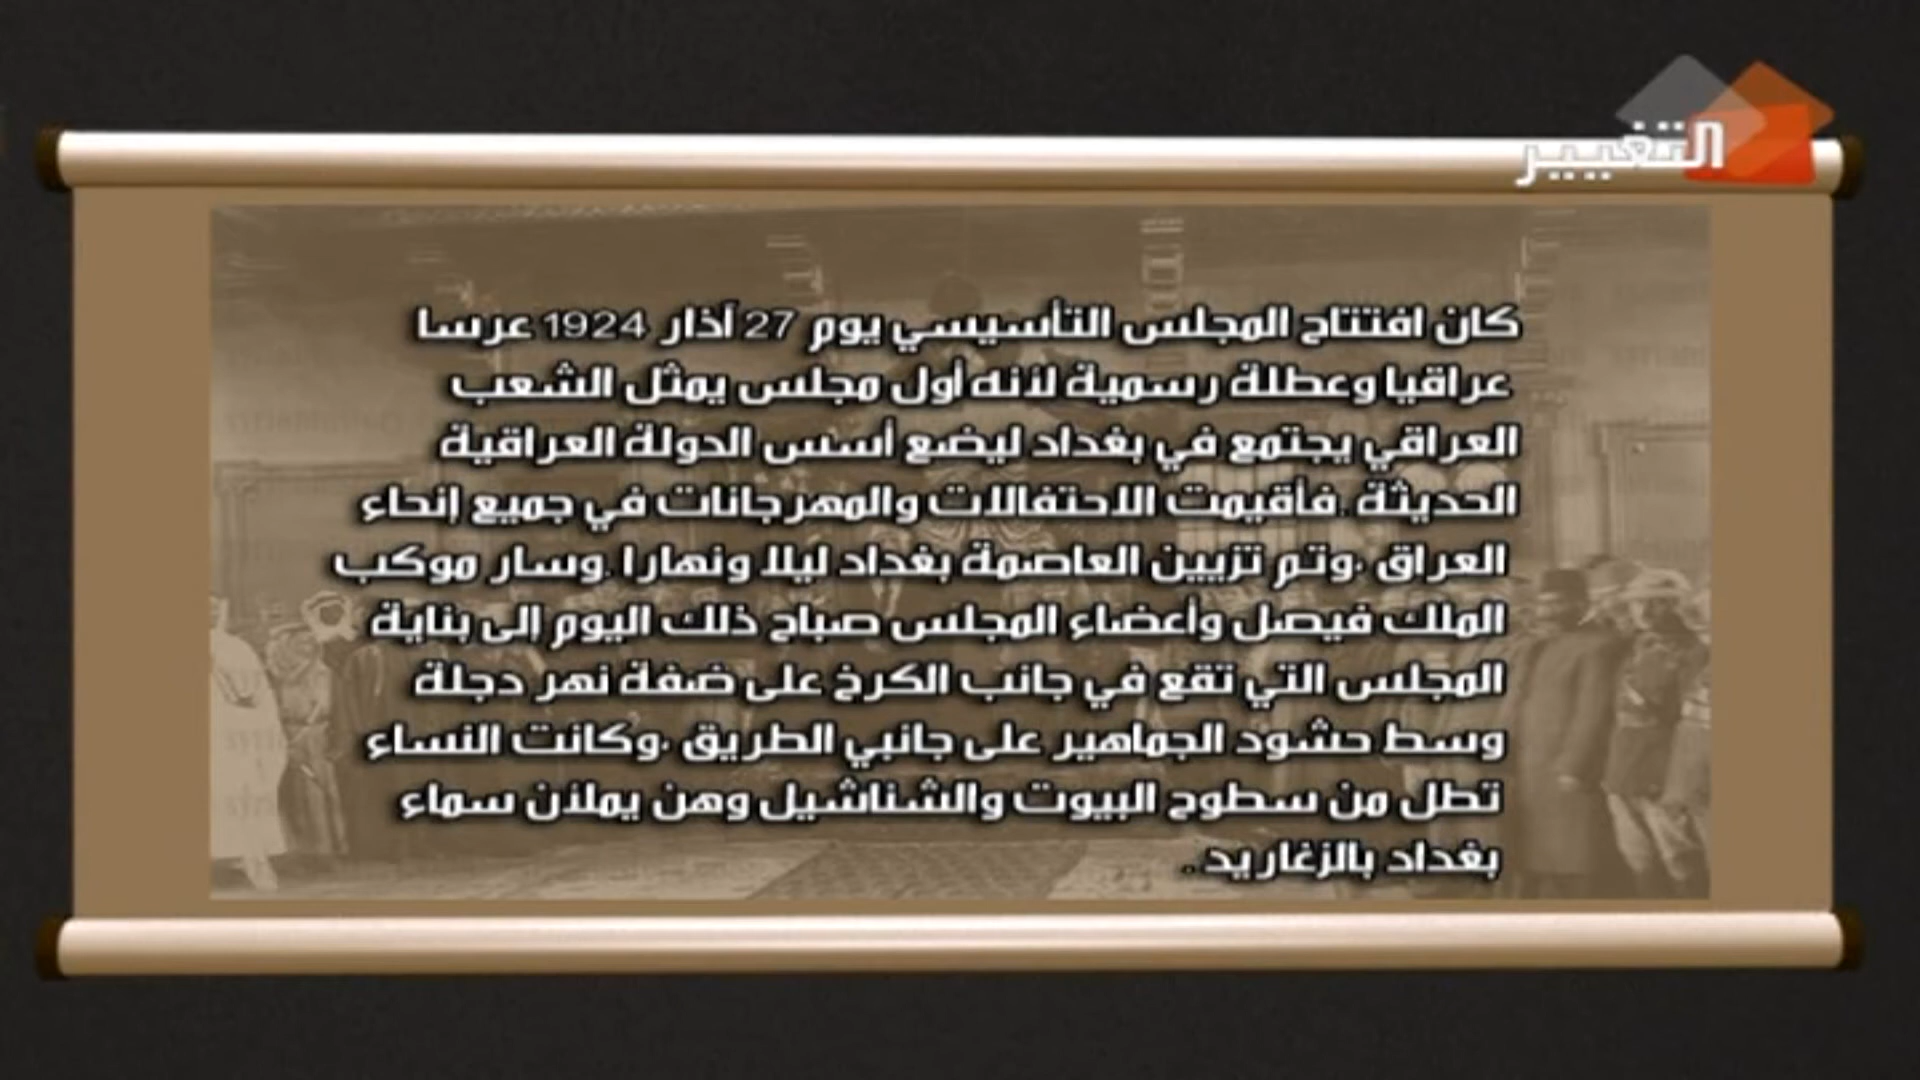 التغيير
كان افتتاح المجلس التأسيسي يوم 27 آذار 1924 عرسا
عراقيا وعطلة رسمية لأنه أول مجلس يمثل الشعب
العراقي يجتمع في بغداد ليضع أسس الدولة العراقية
الحديثة .فأقيمت الاحتفالات والمهرجانات في جميع إنحاء
العراق .وتم تزيين العاصمة بغداد ليلا ونهارا .وسار موكب
الملك فيصل وأعضاء المجلس صباح ذلك اليوم إلى بناية
المجلس التي تقع في جانب الكرخ على ضفة نهر دجلة
وسط حشود الجماهير على جانبي الطريق .وكانت النساء
تطل من سطوح البيوت والشناشيل وهن يملأن سماء
بغداد بالزغاريد .